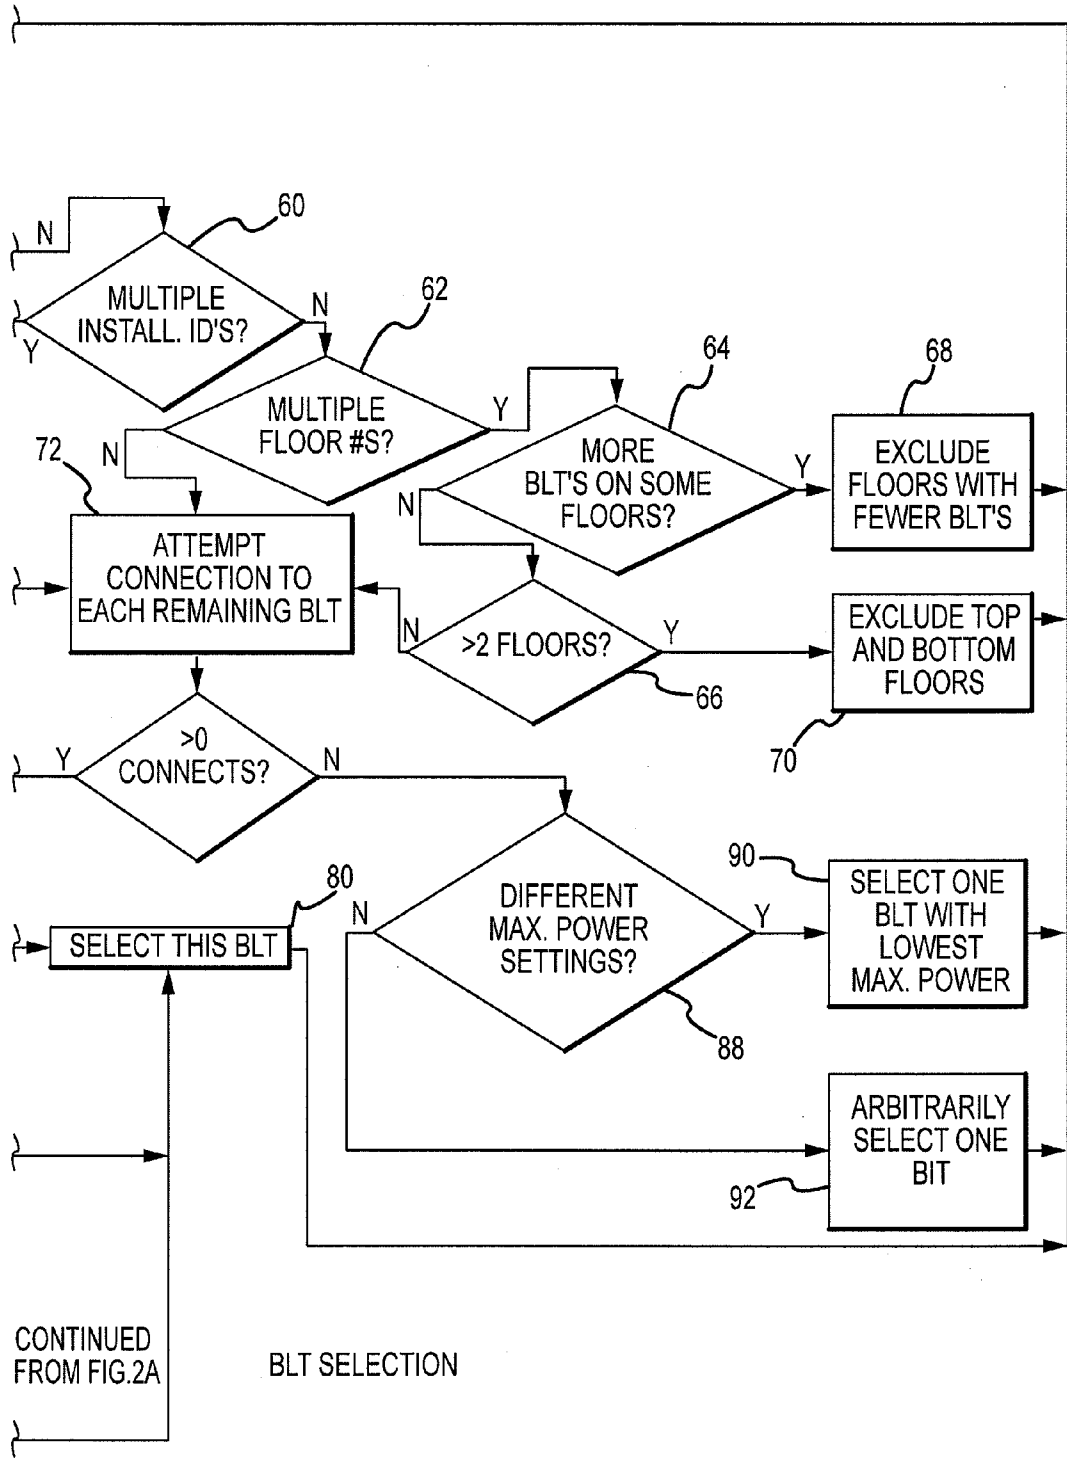 60
N
MULTIPLE
INSTALL. ID'S?
N
Y
62
MULTIPLE
FLOOR #S?
Y
N
64
MORE
BLT'S ON SOME
FLOORS?
Y
N
68
EXCLUDE
FLOORS WITH
FEWER BLT'S
72
ATTEMPT
CONNECTION TO
EACH REMAINING BLT
N
>2 FLOORS?
Y
66
EXCLUDE TOP
AND BOTTOM
FLOORS
70
Y
>0
CONNECTS?
N
80
SELECT THIS BLT
N
DIFFERENT
MAX. POWER
SETTINGS?
Y
88
90
SELECT ONE
BLT WITH
LOWEST
MAX. POWER
ARBITRARILY
SELECT ONE
BIT
92
CONTINUED
FROM FIG.2A
BLT SELECTION